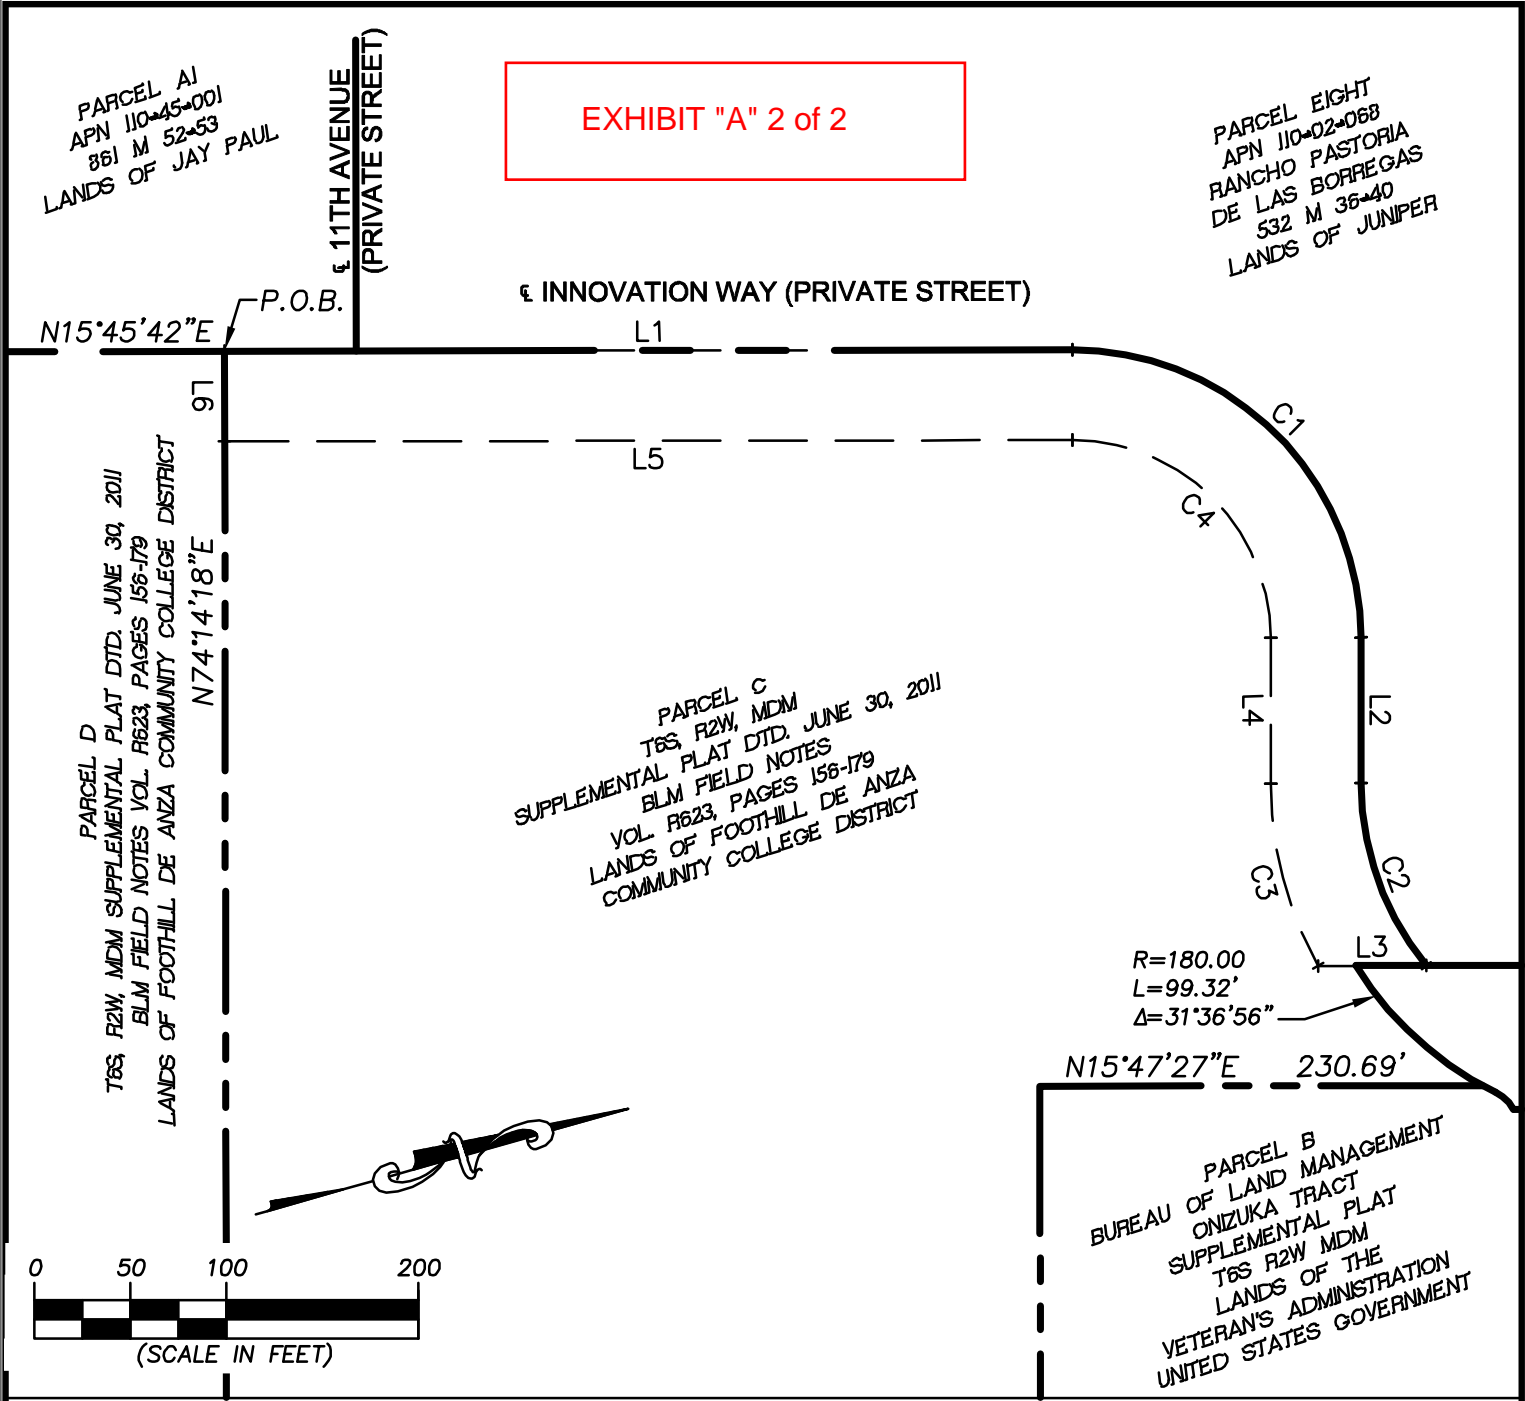 PARCEL A1
APN 110-45-001
861 M 52-53
LANDS OF JAY PAUL
℄ 11TH AVENUE
(PRIVATE STREET)
EXHIBIT "A" 2 of 2
PARCEL EIGHT
APN 110-02-068
RANCHO PASTORIA
DE LAS BORREGAS
532 M 36-40
LANDS OF JUNIPER
P.O.B.
℄ INNOVATION WAY (PRIVATE STREET)
N15°45'42"E
L1
L6
L5
C1
C4
PARCEL D
T6S, R2W, MDM SUPPLEMENTAL PLAT DTD. JUNE 30, 2011
BLM FIELD NOTES VOL. R623, PAGES 156-179
LANDS OF FOOTHILL DE ANZA COMMUNITY COLLEGE DISTRICT
N74°14'18"E
PARCEL C
T6S, R2W, MDM
SUPPLEMENTAL PLAT DTD. JUNE 30, 2011
BLM FIELD NOTES
VOL. R623, PAGES 156-179
LANDS OF FOOTHILL DE ANZA
COMMUNITY COLLEGE DISTRICT
L4
L2
C3
C2
L3
R=180.00
L=99.32'
Δ=31°36'56"
N15°47'27"E 230.69'
N
PARCEL B
BUREAU OF LAND MANAGEMENT
ONIZUKA TRACT
SUPPLEMENTAL PLAT
T6S R2W MDM
LANDS OF THE
VETERAN'S ADMINISTRATION
UNITED STATES GOVERNMENT
0 50 100 200
(SCALE IN FEET)